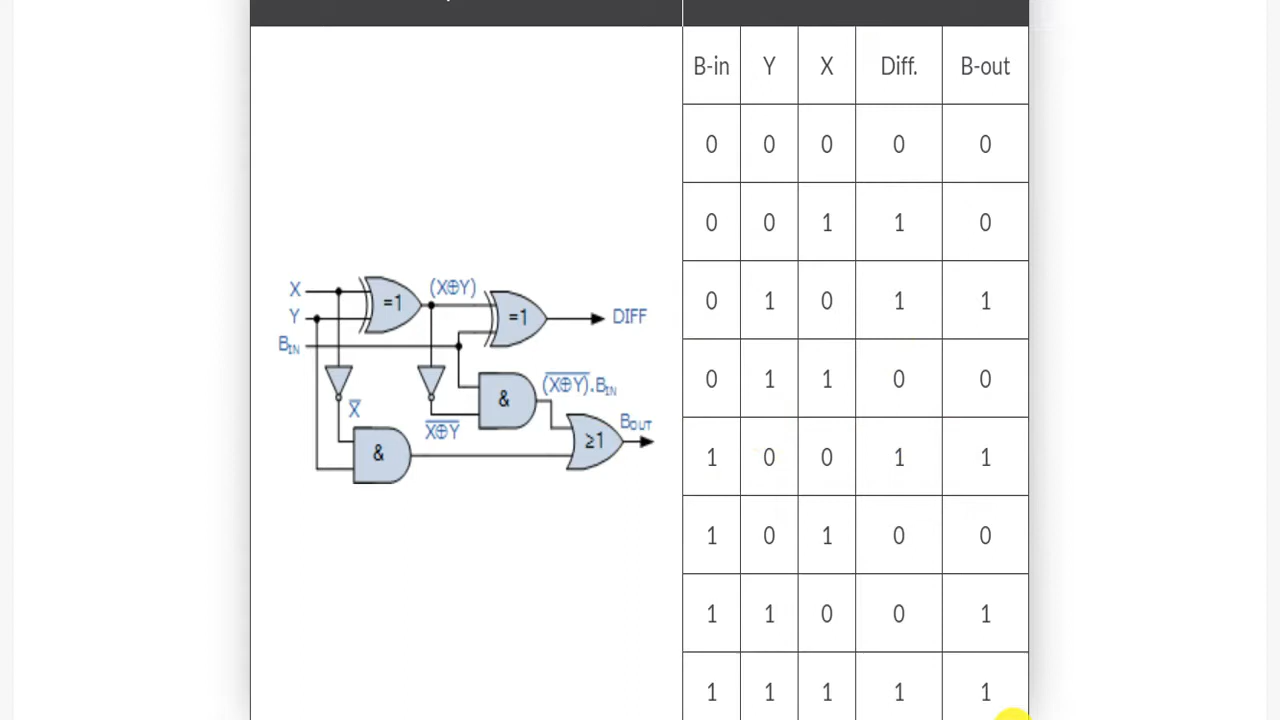 B-in Y X Diff. B-out
0 0 0 0 0
0 0 1 1 0
0 1 0 1 1
0 1 1 0 0
1 0 0 1 1
1 0 1 0 0
1 1 0 0 1
1 1 1 1 1
X
Y
B_IN
=1
(X⊕Y)
=1
DIFF
X̅
&
X̅⊕̅Y̅
&
(X̅⊕̅Y̅).B_IN
≥1
B_OUT